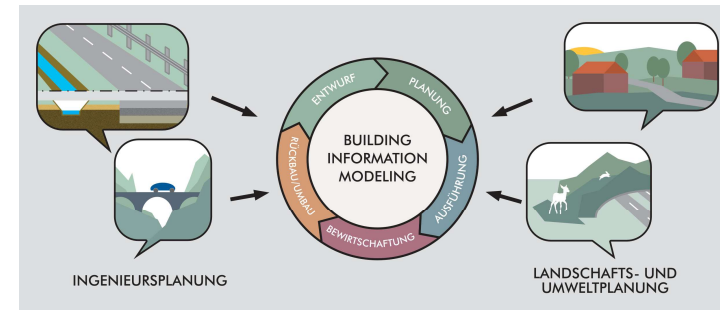 ENTWURF
PLANUNG
AUSFÜHRUNG
BEWIRTSCHAFTUNG
RÜCKBAU/UMBAU
BUILDING
INFORMATION
MODELING
INGENIEURSPLANUNG
LANDSCHAFTS- UND
UMWELTPLANUNG